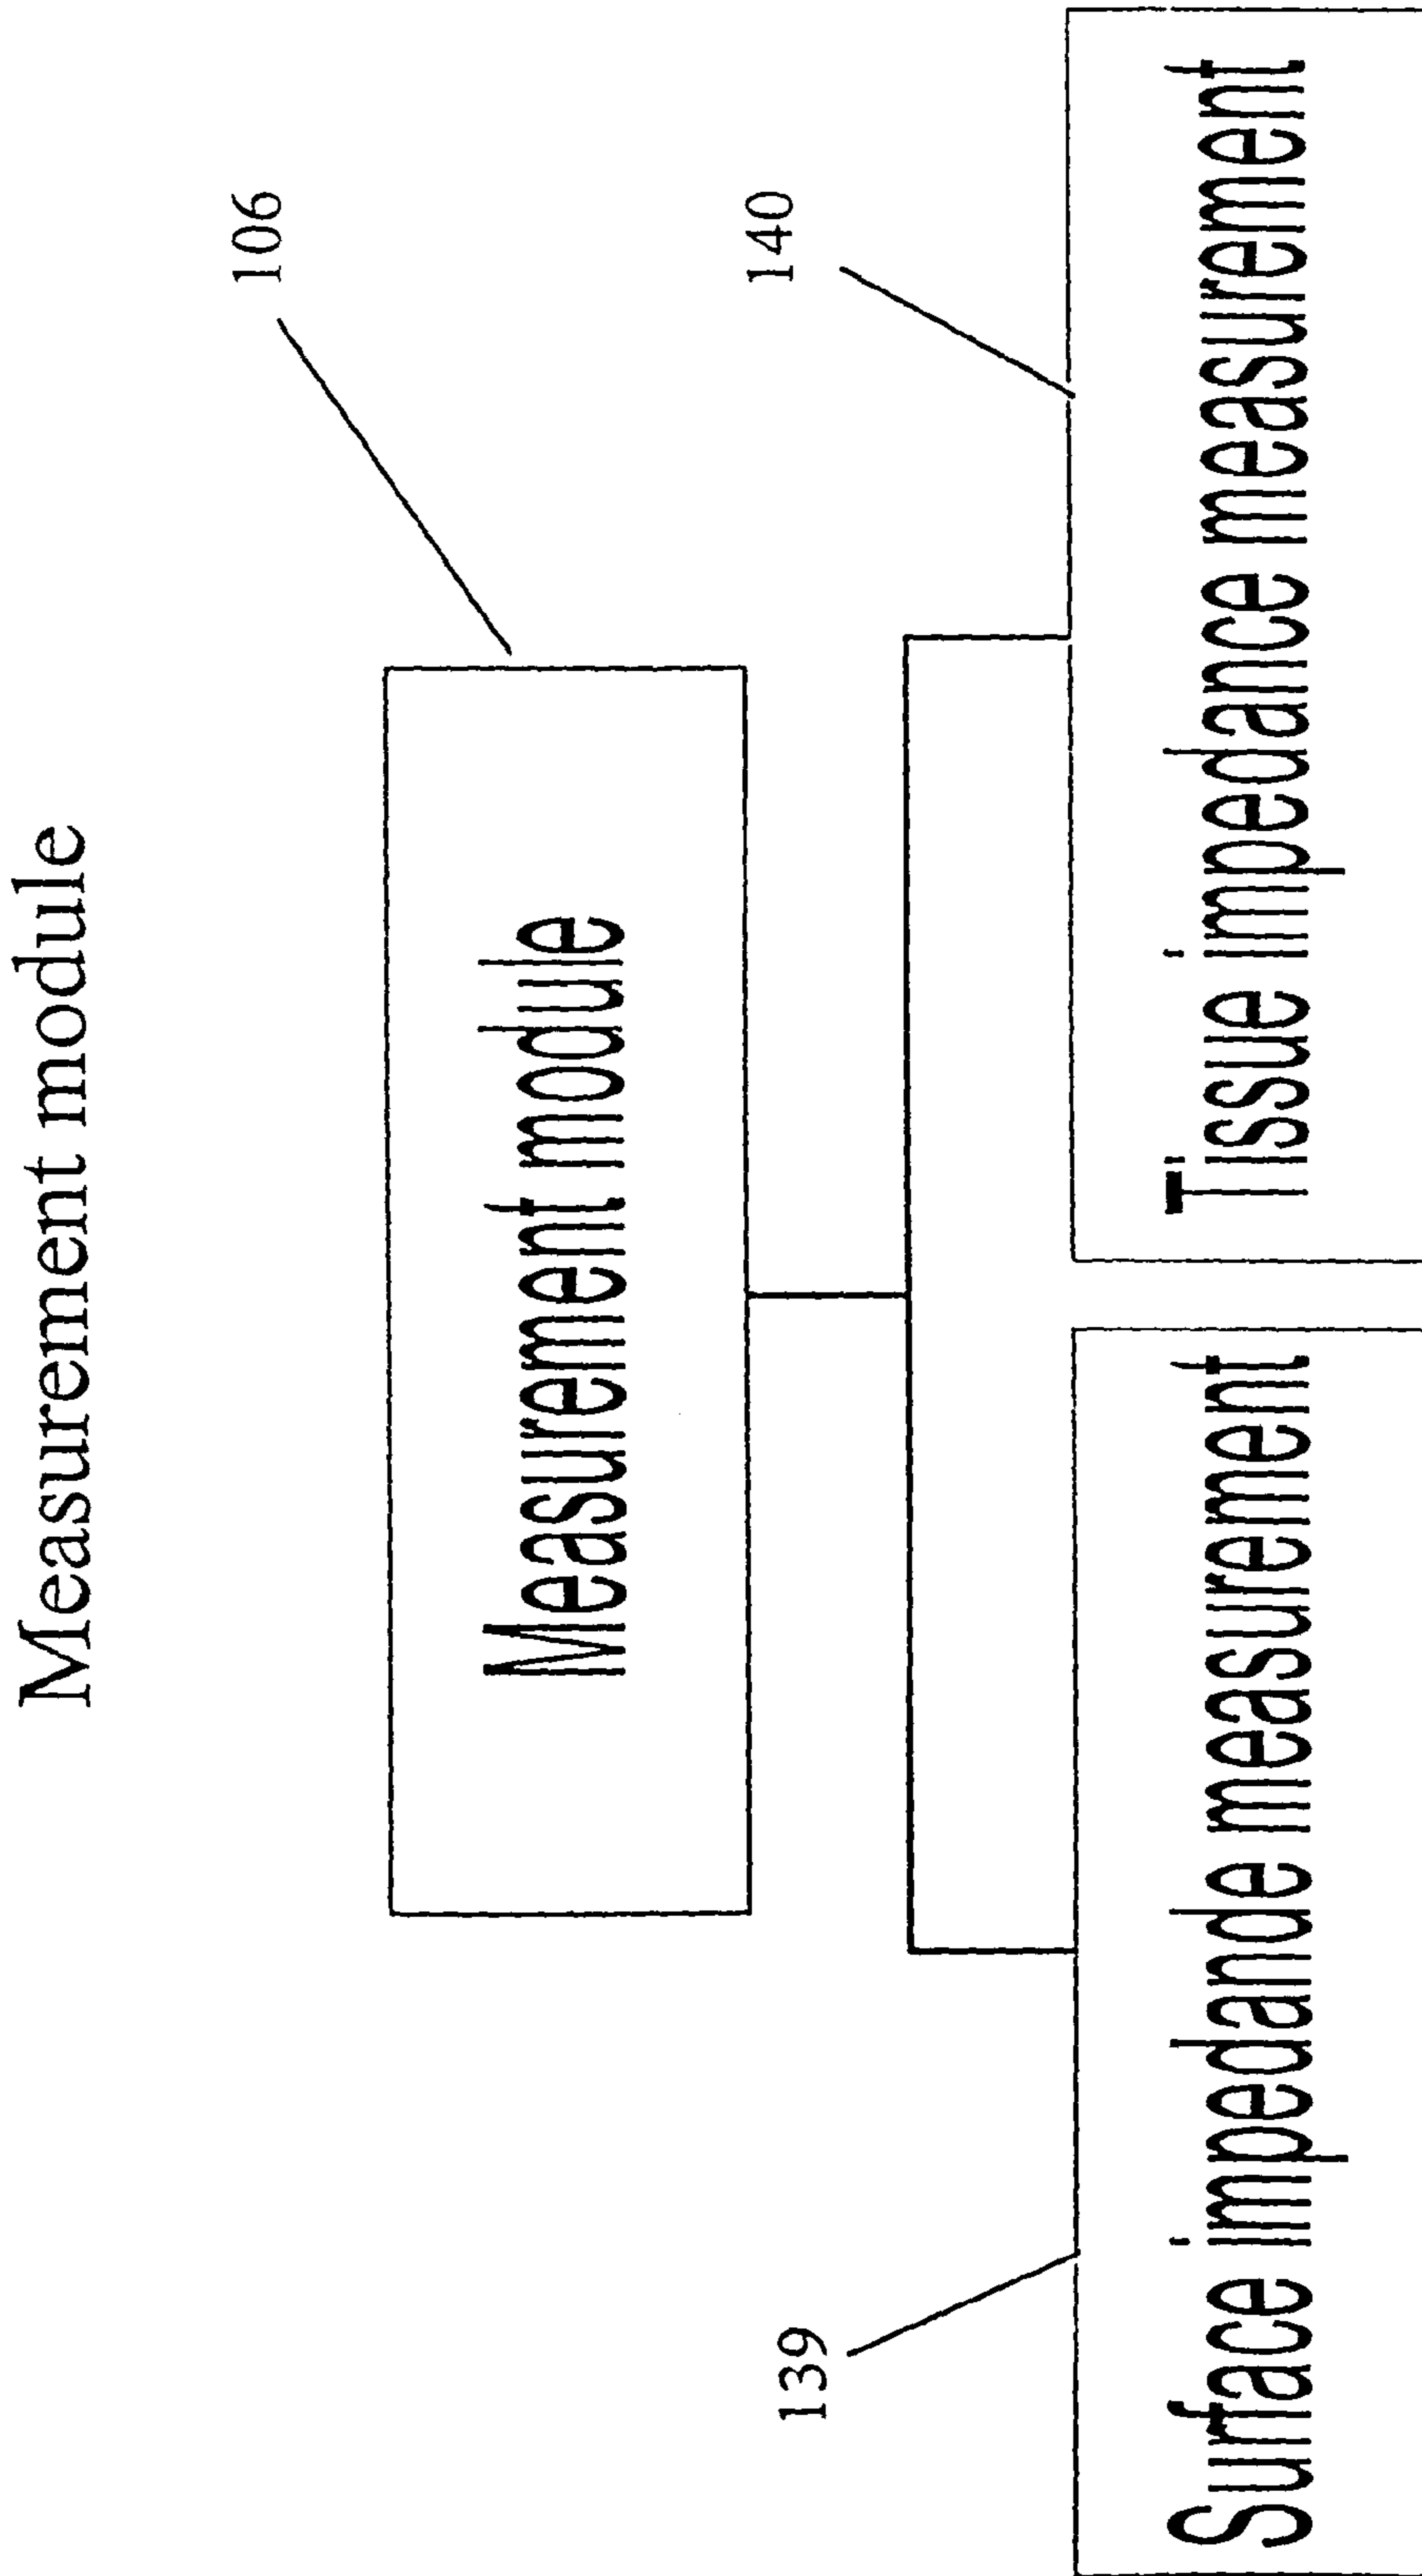 Measurement module
106
Measurement module
139
140
Surface impedande measurement
Tissue impedance measurement